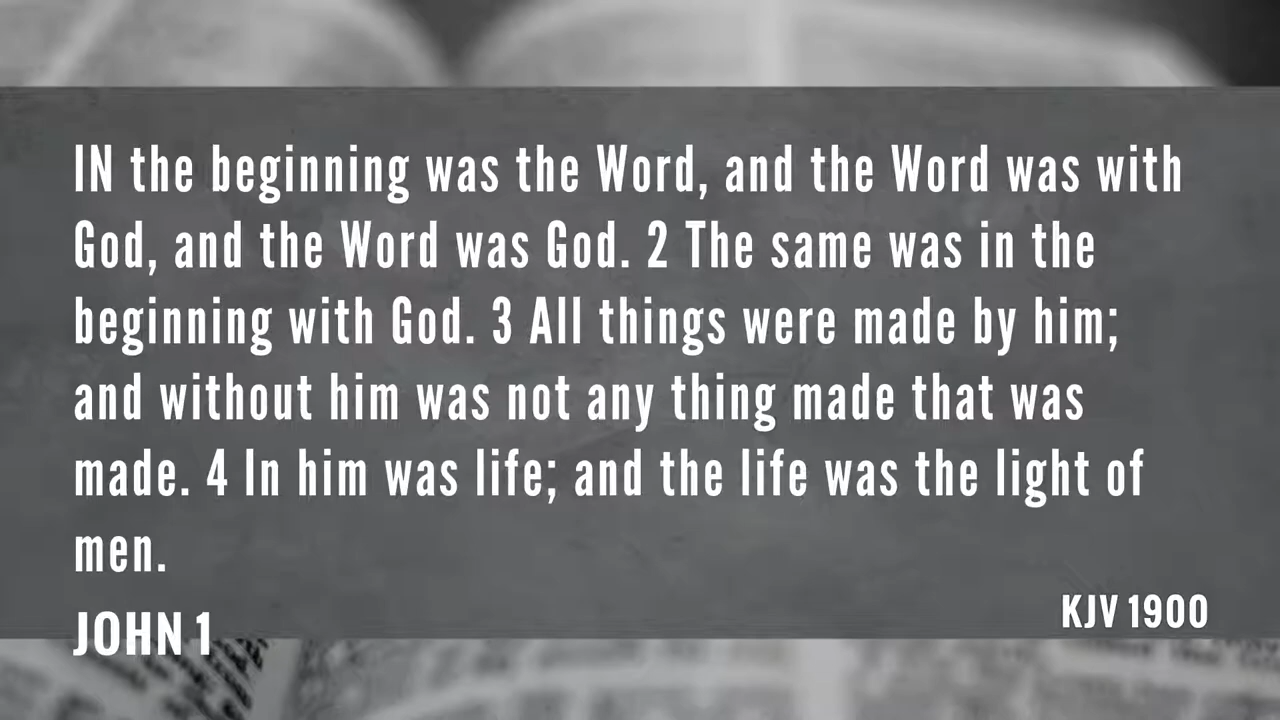 IN the beginning was the Word, and the Word was with
God, and the Word was God. 2 The same was in the
beginning with God. 3 All things were made by him;
and without him was not any thing made that was
made. 4 In him was life; and the life was the light of
men.
JOHN 1
KJV 1900